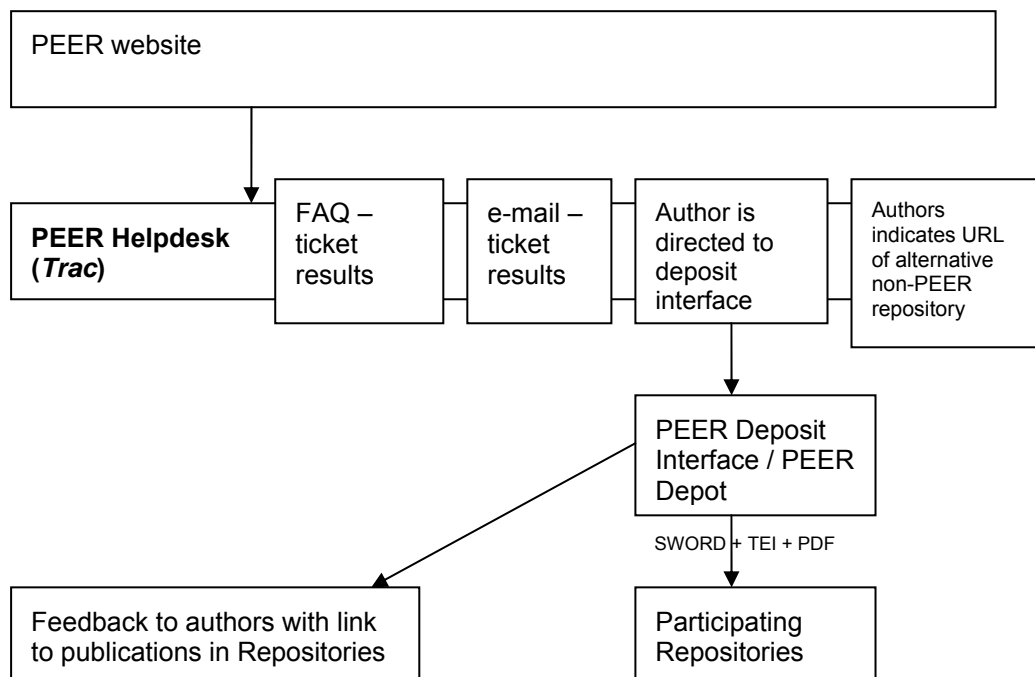 PEER website
PEER Helpdesk
(Trac)
FAQ –
ticket
results
e-mail –
ticket
results
Author is
directed to
deposit
interface
Authors
indicates URL
of alternative
non-PEER
repository
PEER Deposit
Interface / PEER
Depot
SWORD + TEI + PDF
Feedback to authors with link
to publications in Repositories
Participating
Repositories